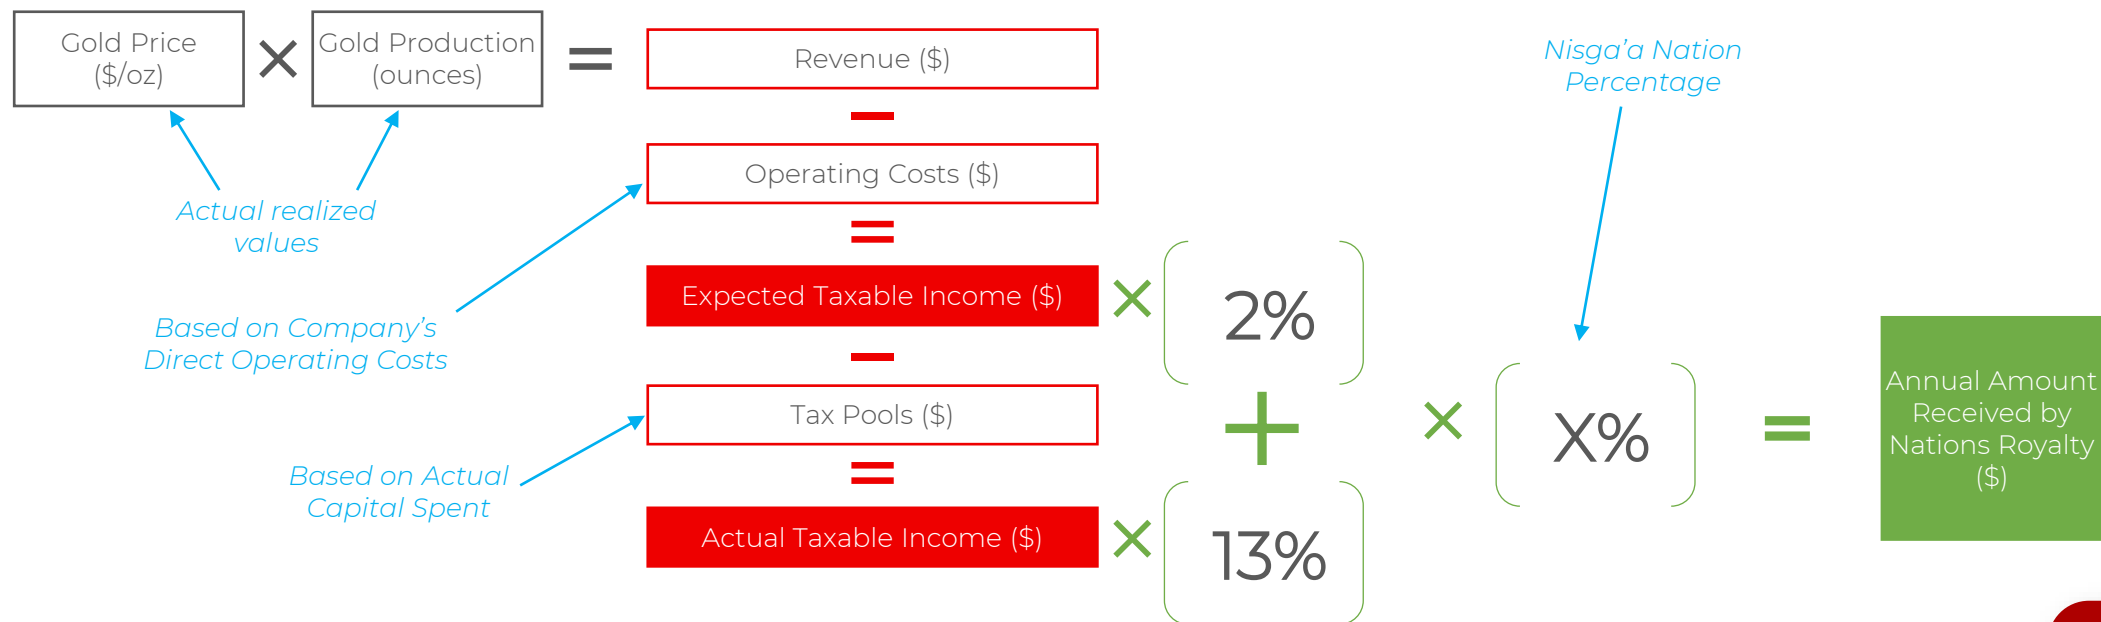 Gold Price
($/oz)
×
Gold Production
(ounces)
=
Revenue ($)
−
Operating Costs ($)
=
Expected Taxable Income ($)
×
2%
−
Tax Pools ($)
=
Actual Taxable Income ($)
×
13%
+
×
X%
=
Annual Amount
Received by
Nations Royalty
($)
Nisga’a Nation
Percentage
Actual realized
values
Based on Company’s
Direct Operating Costs
Based on Actual
Capital Spent